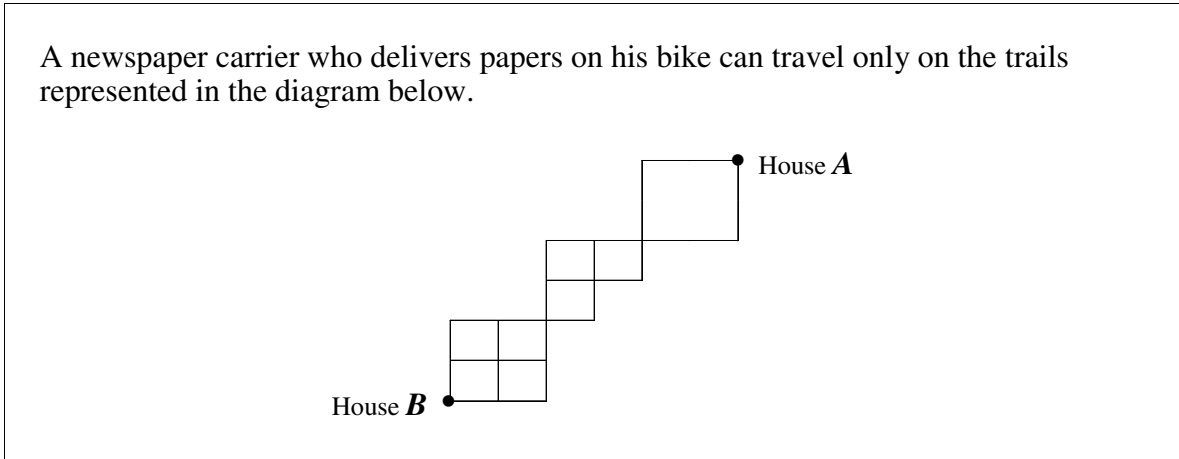 A newspaper carrier who delivers papers on his bike can travel only on the trails
represented in the diagram below.
House A
House B